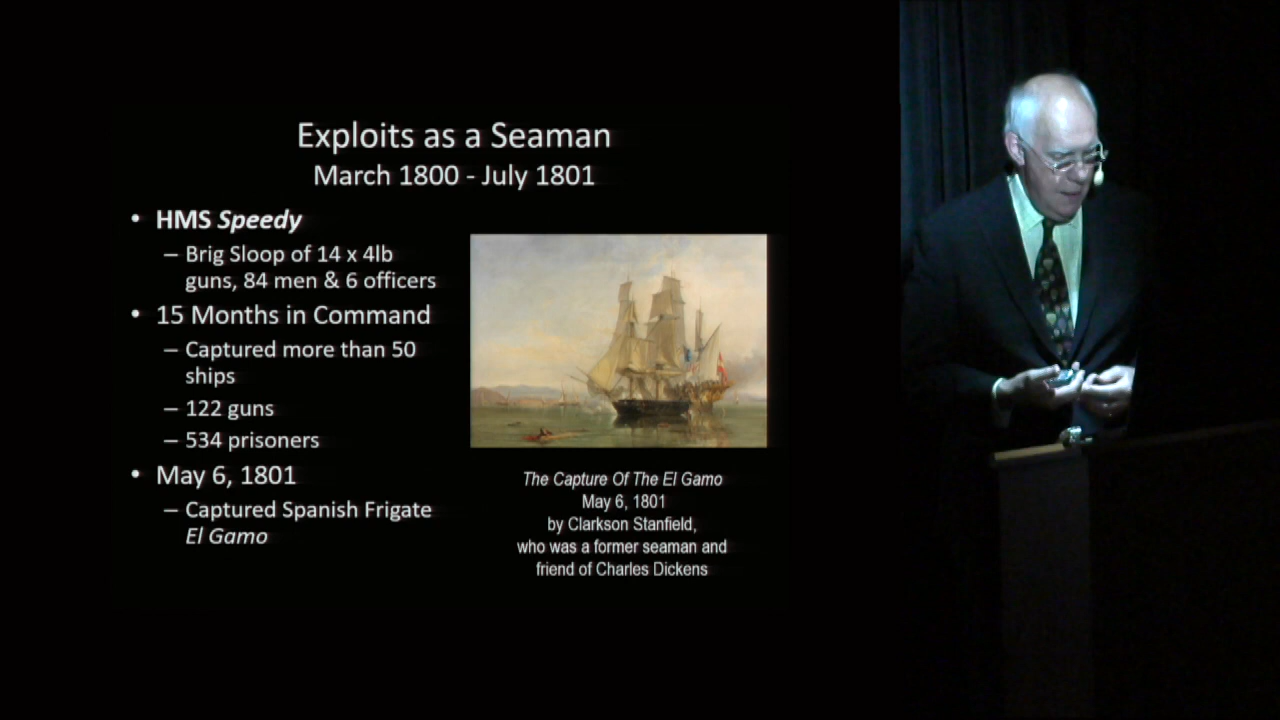 Exploits as a Seaman
March 1800 - July 1801
• HMS Speedy
– Brig Sloop of 14 x 4lb
guns, 84 men & 6 officers
• 15 Months in Command
– Captured more than 50
ships
– 122 guns
– 534 prisoners
• May 6, 1801
– Captured Spanish Frigate
El Gamo
The Capture Of The El Gamo
May 6, 1801
by Clarkson Stanfield,
who was a former seaman and
friend of Charles Dickens